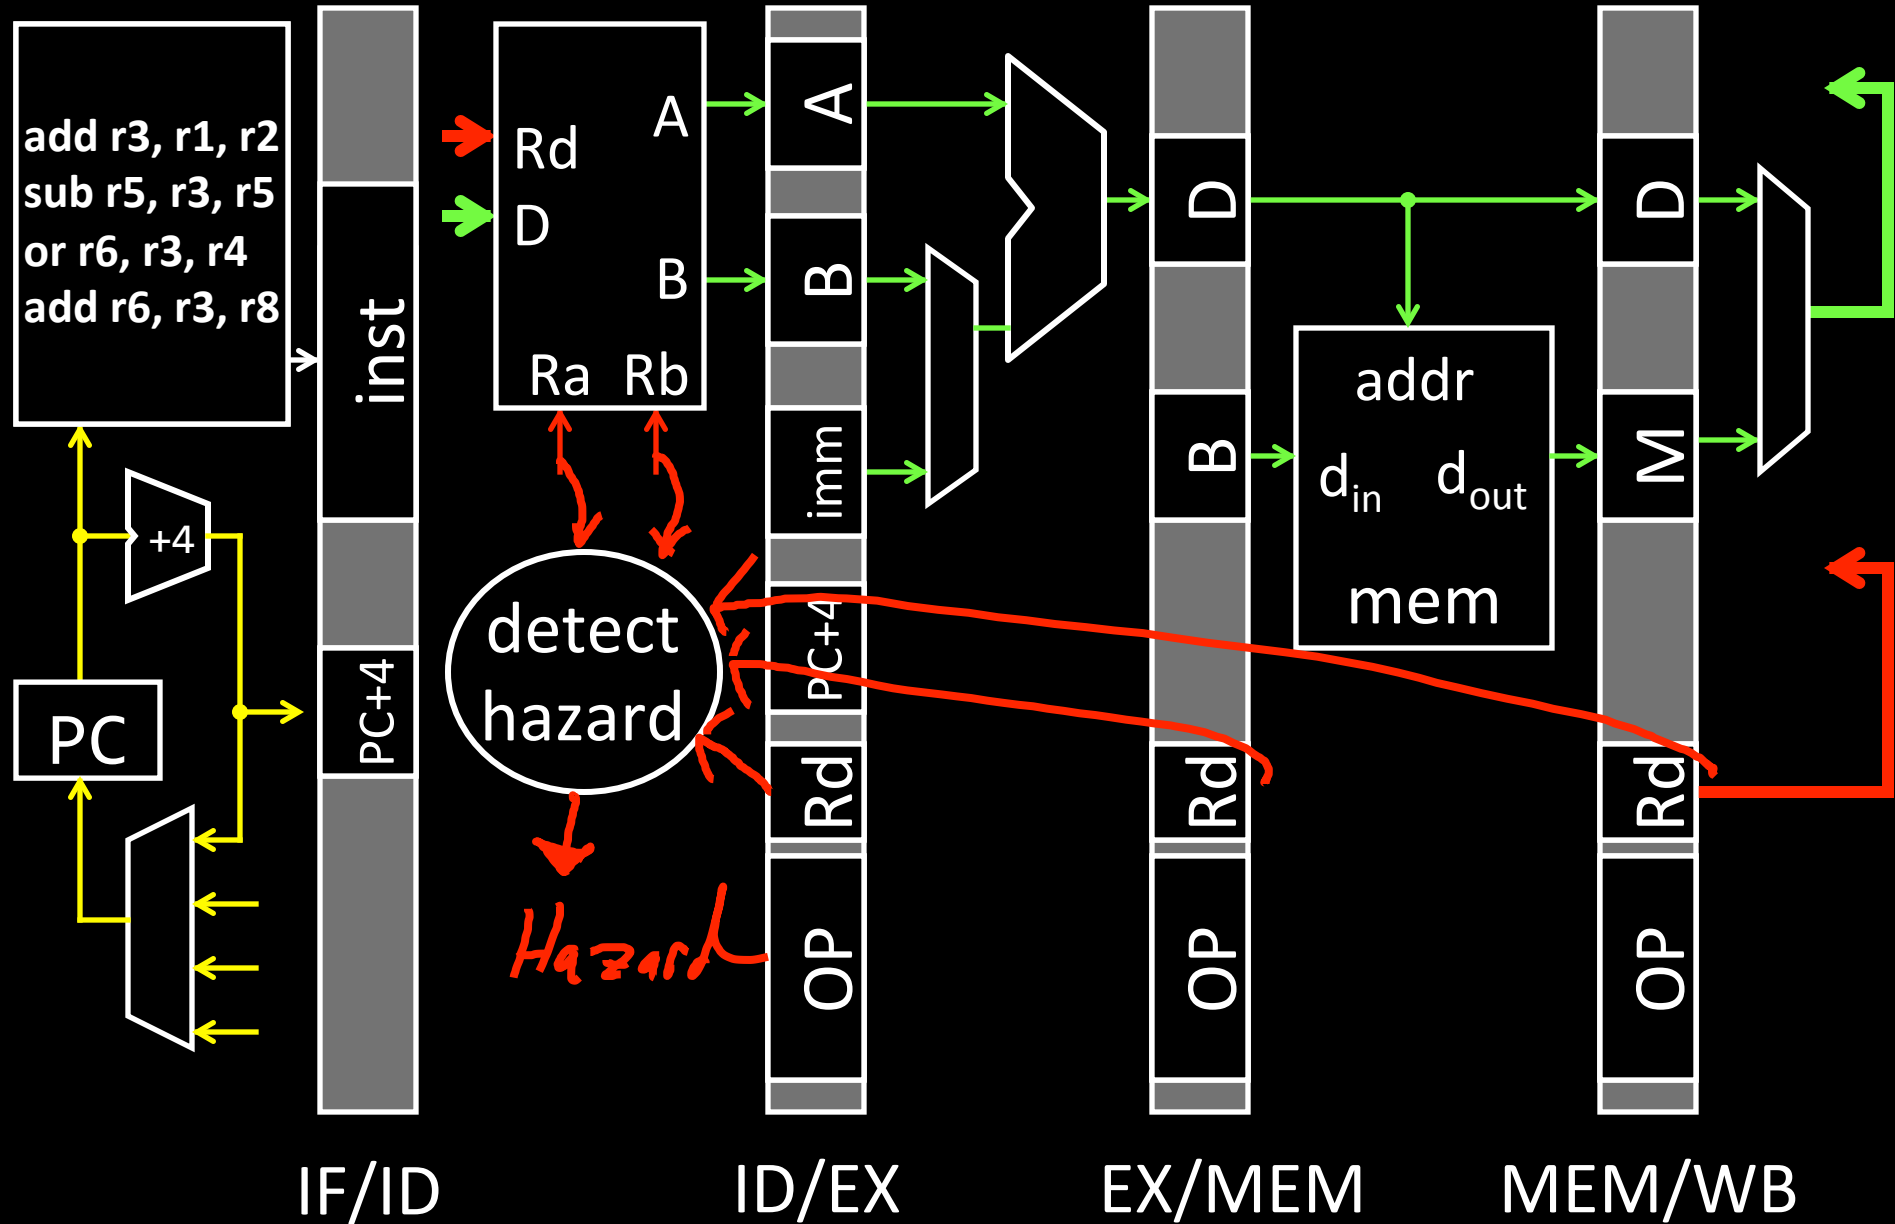 add r3, r1, r2
sub r5, r3, r5
or r6, r3, r4
add r6, r3, r8
+4
PC
inst
PC+4
Rd
A
D
B
Ra Rb
detect
hazard
Hazard
A
B
imm
PC+4
Rd
OP
D
B
Rd
OP
addr
din dout
mem
D
M
Rd
OP
IF/ID ID/EX EX/MEM MEM/WB